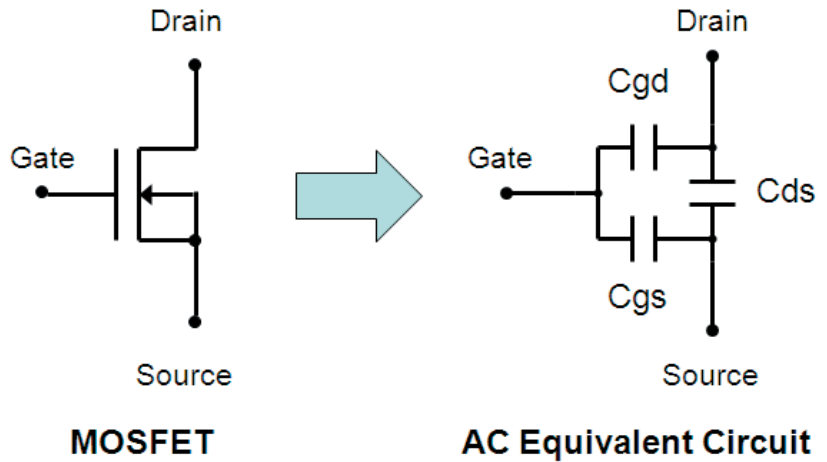 Drain
Gate
Source
MOSFET
Drain
Cgd
Gate
Cds
Cgs
Source
AC Equivalent Circuit